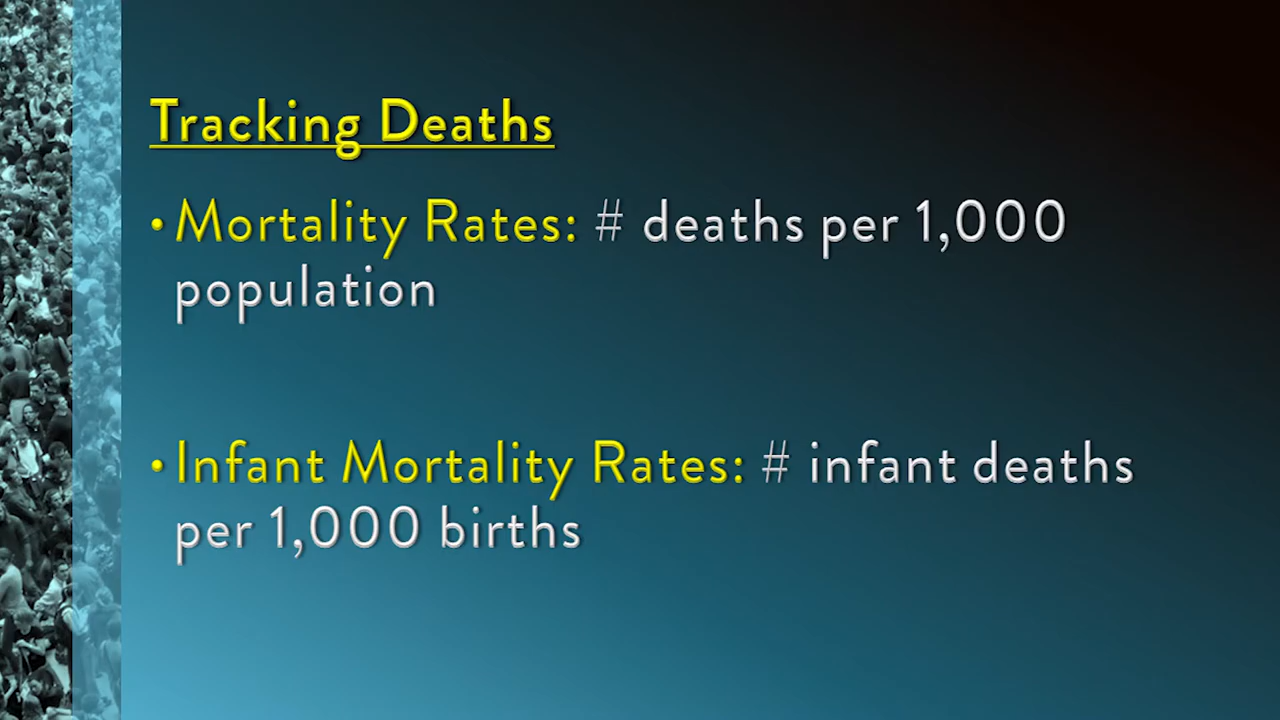 Tracking Deaths
• Mortality Rates: # deaths per 1,000
population
• Infant Mortality Rates: # infant deaths
per 1,000 births